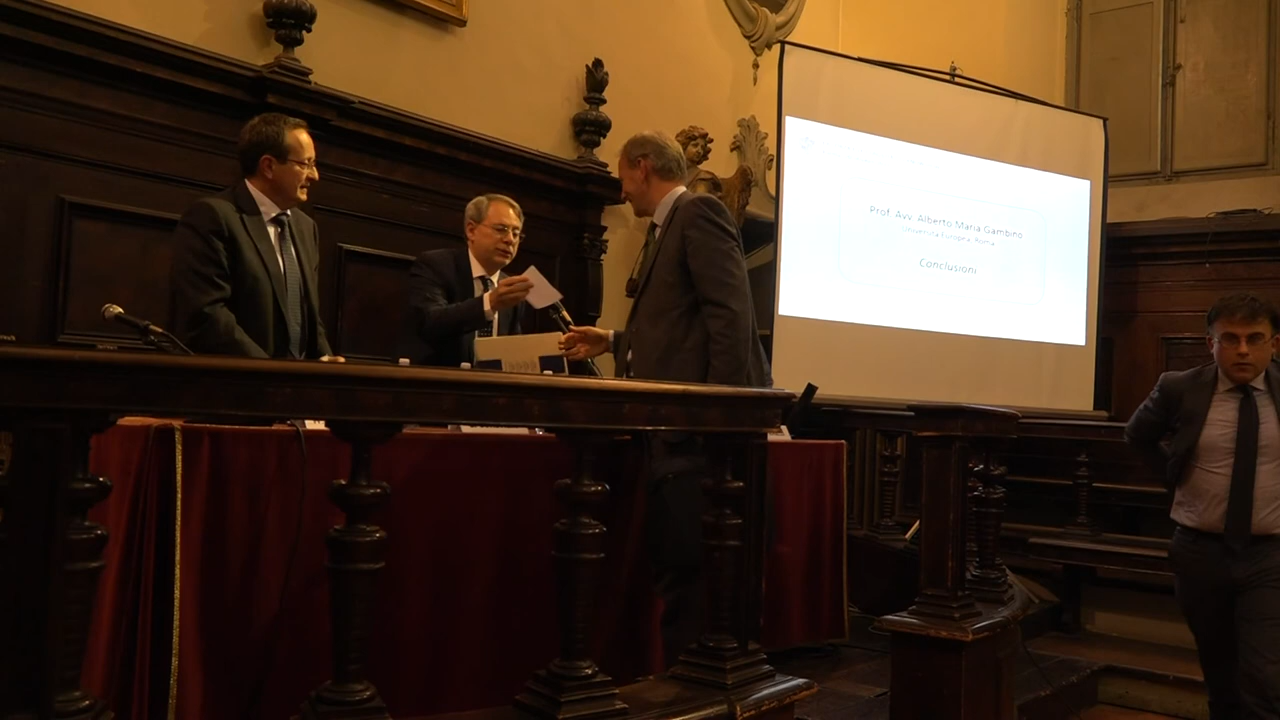 Prof. Avv. Alberto Maria Gambino
Università Europea, Roma
Conclusioni